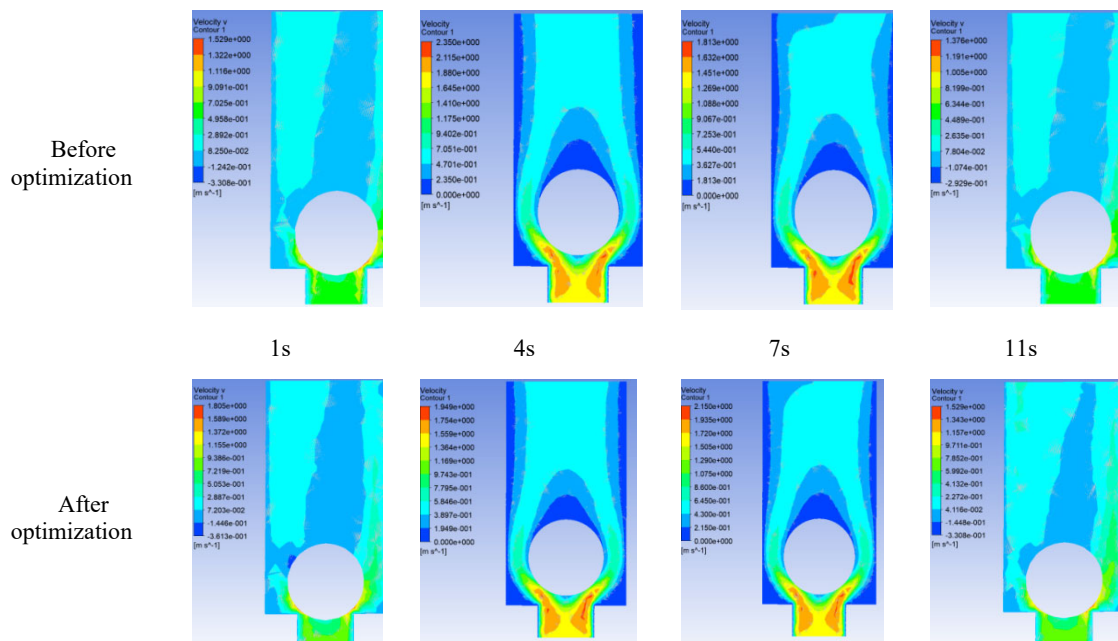 Before
optimization
Velocity v
Contour 1
1.529e+000
1.322e+000
1.116e+000
9.091e-001
7.025e-001
4.958e-001
2.892e-001
8.250e-002
-1.242e-001
-3.308e-001
[m s^-1]
Velocity
Contour 1
2.350e+000
2.115e+000
1.880e+000
1.645e+000
1.410e+000
1.175e+000
9.402e-001
7.051e-001
4.701e-001
2.350e-001
0.000e+000
[m s^-1]
Velocity
Contour 1
1.813e+000
1.632e+000
1.451e+000
1.269e+000
1.088e+000
9.067e-001
7.253e-001
5.440e-001
3.627e-001
1.813e-001
0.000e+000
[m s^-1]
Velocity v
Contour 1
1.376e+000
1.191e+000
1.005e+000
8.199e-001
6.344e-001
4.489e-001
2.635e-001
7.804e-002
-1.074e-001
-2.929e-001
[m s^-1]
1s
4s
7s
11s
After
optimization
Velocity v
Contour 1
1.805e+000
1.589e+000
1.372e+000
1.155e+000
9.386e-001
7.219e-001
5.053e-001
2.887e-001
7.203e-002
-1.446e-001
-3.613e-001
[m s^-1]
Velocity
Contour 1
1.949e+000
1.754e+000
1.559e+000
1.364e+000
1.169e+000
9.743e-001
7.795e-001
5.846e-001
3.897e-001
1.949e-001
0.000e+000
[m s^-1]
Velocity
Contour 1
2.150e+000
1.935e+000
1.720e+000
1.505e+000
1.290e+000
1.075e+000
8.600e-001
6.450e-001
4.300e-001
2.150e-001
0.000e+000
[m s^-1]
Velocity v
Contour 1
1.529e+000
1.343e+000
1.157e+000
9.711e-001
7.852e-001
5.992e-001
4.132e-001
2.272e-001
4.116e-002
-1.448e-001
-3.308e-001
[m s^-1]